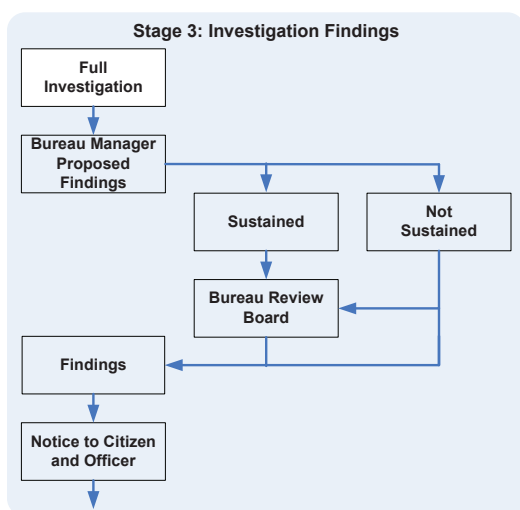 Stage 3: Investigation Findings
Full
Investigation
Bureau Manager
Proposed
Findings
Sustained
Not
Sustained
Bureau Review
Board
Findings
Notice to Citizen
and Officer